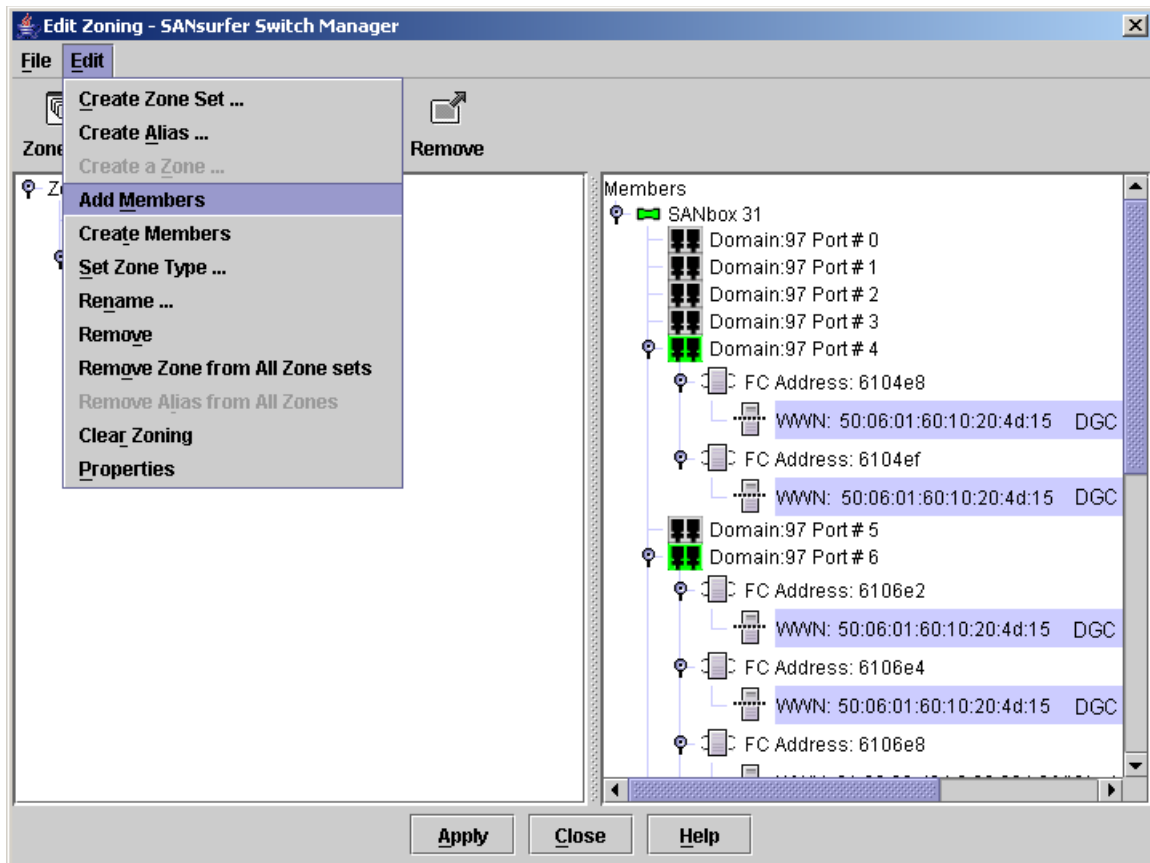 Edit Zoning - SANsurfer Switch Manager
File Edit
Create Zone Set ...
Create Alias ...
Create a Zone ...
Add Members
Create Members
Set Zone Type ...
Rename ...
Remove
Remove Zone from All Zone sets
Remove Alias from All Zones
Clear Zoning
Properties
Zone
Remove
Members
SANbox 31
Domain:97 Port # 0
Domain:97 Port # 1
Domain:97 Port # 2
Domain:97 Port # 3
Domain:97 Port # 4
FC Address: 6104e8
WWN: 50:06:01:60:10:20:4d:15 DGC
FC Address: 6104ef
WWN: 50:06:01:60:10:20:4d:15 DGC
Domain:97 Port # 5
Domain:97 Port # 6
FC Address: 6106e2
WWN: 50:06:01:60:10:20:4d:15 DGC
FC Address: 6106e4
WWN: 50:06:01:60:10:20:4d:15 DGC
FC Address: 6106e8
Apply Close Help